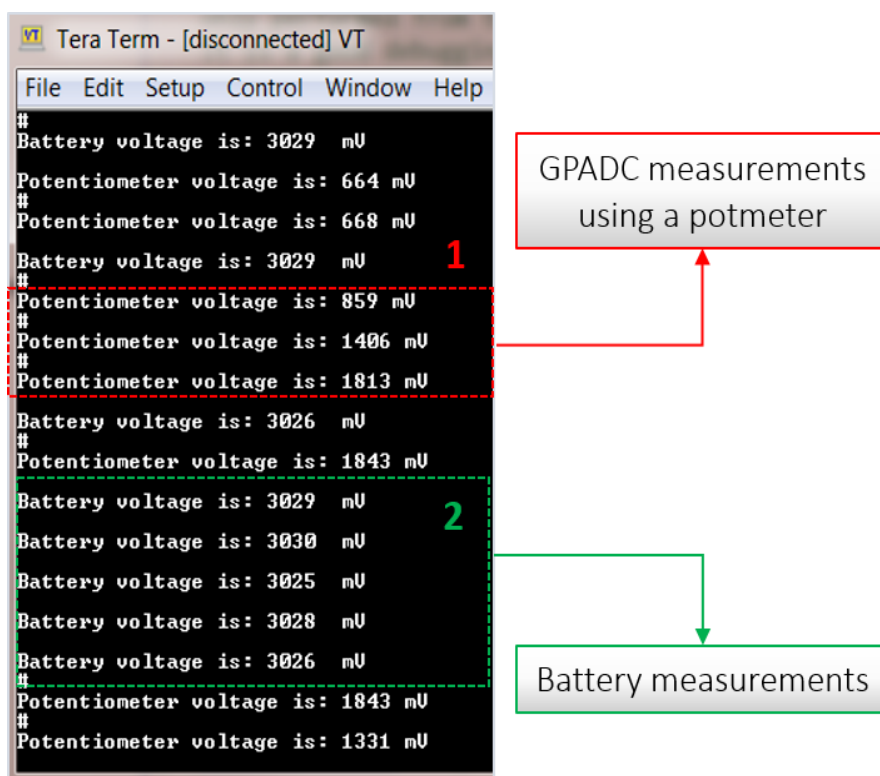 Tera Term - [disconnected] VT
File Edit Setup Control Window Help
#
Battery voltage is: 3029 mV
Potentiometer voltage is: 664 mV
#
Potentiometer voltage is: 668 mV
Battery voltage is: 3029 mV
1
#
Potentiometer voltage is: 859 mV
#
Potentiometer voltage is: 1406 mV
#
Potentiometer voltage is: 1813 mV
Battery voltage is: 3026 mV
#
Potentiometer voltage is: 1843 mV
Battery voltage is: 3029 mV
2
Battery voltage is: 3030 mV
Battery voltage is: 3025 mV
Battery voltage is: 3028 mV
Battery voltage is: 3026 mV
#
Potentiometer voltage is: 1843 mV
#
Potentiometer voltage is: 1331 mV
GPADC measurements
using a potmeter
Battery measurements